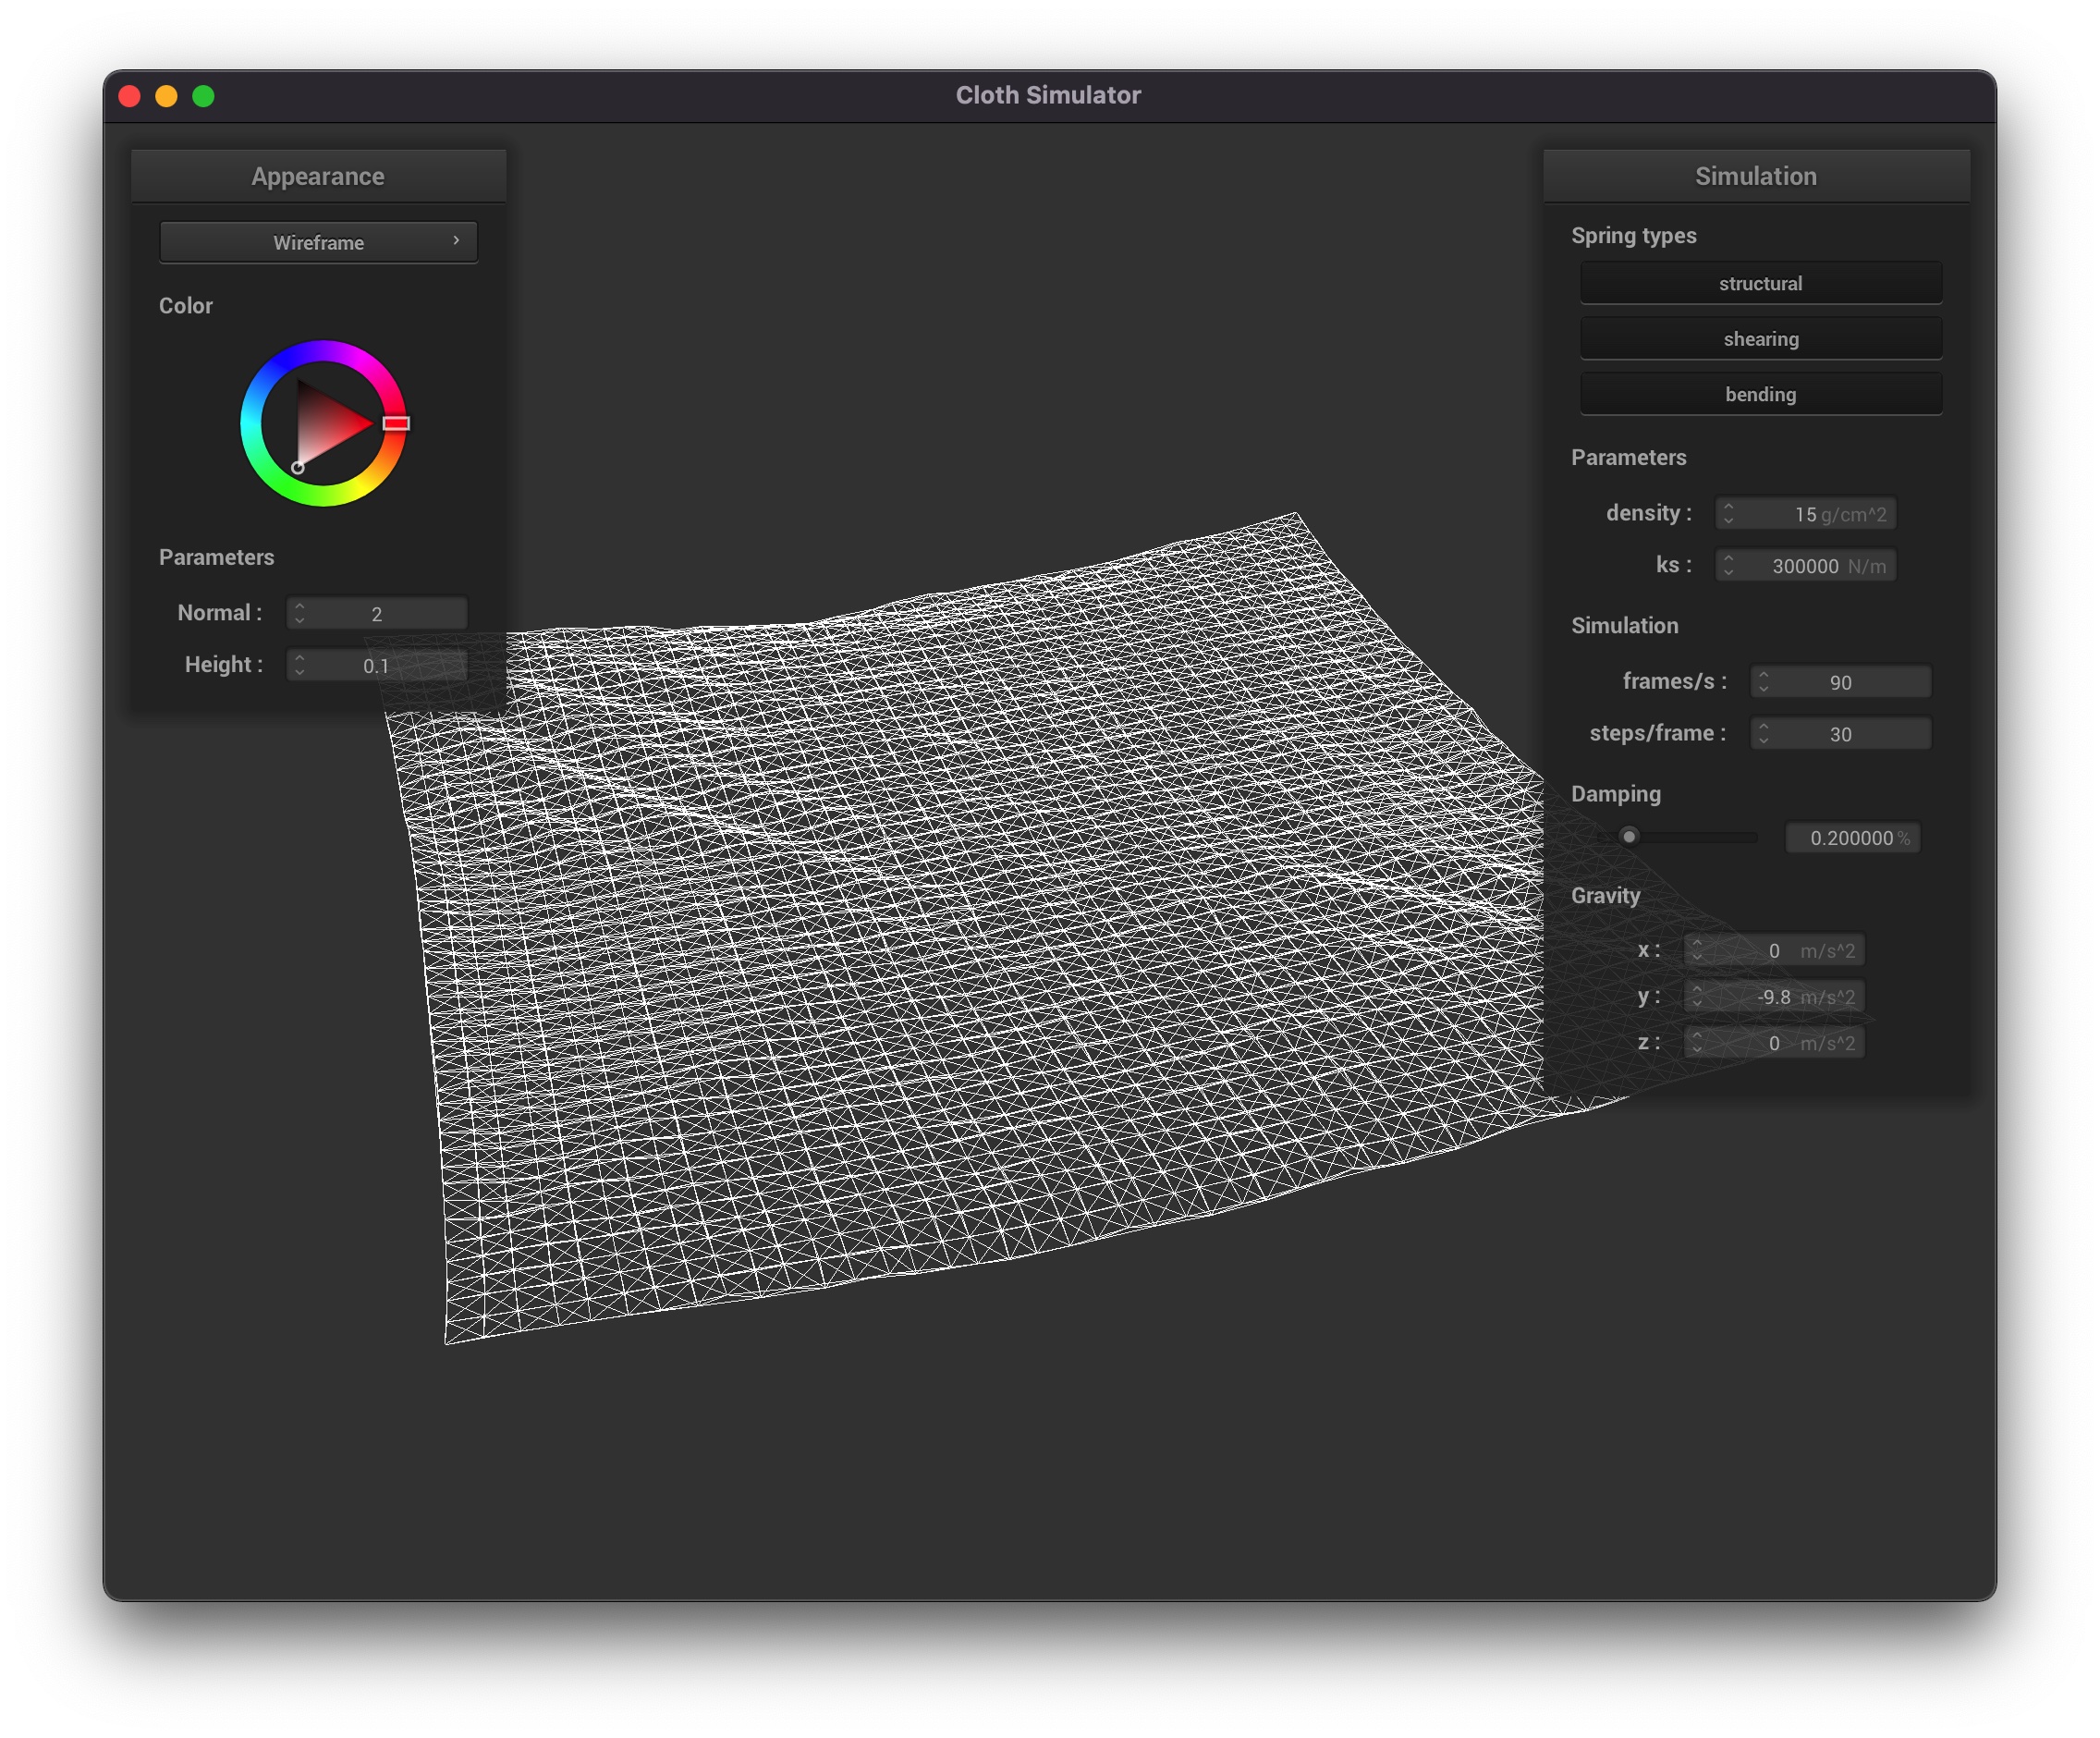 Cloth Simulator
Appearance
Wireframe
Color
Parameters
Normal : 2
Height : 0.1
Simulation
Spring types
structural
shearing
bending
Parameters
density : 15 g/cm^2
ks : 300000 N/m
Simulation
frames/s : 90
steps/frame : 30
Damping
0.200000 %
Gravity
x : 0 m/s^2
y : -9.8 m/s^2
z : 0 m/s^2